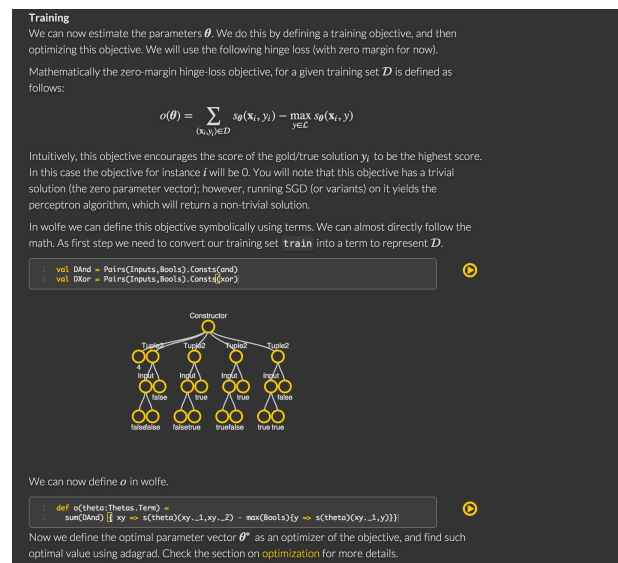 Training
We can now estimate the parameters θ. We do this by defining a training objective, and then
optimizing this objective. We will use the following hinge loss (with zero margin for now).
Mathematically the zero-margin hinge-loss objective, for a given training set D is defined as
follows:
o(θ) = ∑ sθ(xi, yi) − max sθ(xi, y)
(xi,yi)∈D y∈ℒ
Intuitively, this objective encourages the score of the gold/true solution yi to be the highest score.
In this case the objective for instance i will be 0. You will note that this objective has a trivial
solution (the zero parameter vector); however, running SGD (or variants) on it yields the
perceptron algorithm, which will return a non-trivial solution.
In wolfe we can define this objective symbolically using terms. We can almost directly follow the
math. As first step we need to convert our training set train into a term to represent D.
1 val DAnd = Pairs(Inputs,Bools).Consts(and)
2 val DXor = Pairs(Inputs,Bools).Consts(xor)
Constructor
Tuple2 Tuple2 Tuple2 Tuple2
4
Input Input Input Input
false true true false
falsefalse falsetrue truefalse true true
We can now define o in wolfe.
1 def o(theta:Thetas.Term) =
2 sum(DAnd) { xy => s(theta)(xy._1,xy._2) - max(Bools){y => s(theta)(xy._1,y)}}
Now we define the optimal parameter vector θ* as an optimizer of the objective, and find such
optimal value using adagrad. Check the section on optimization for more details.